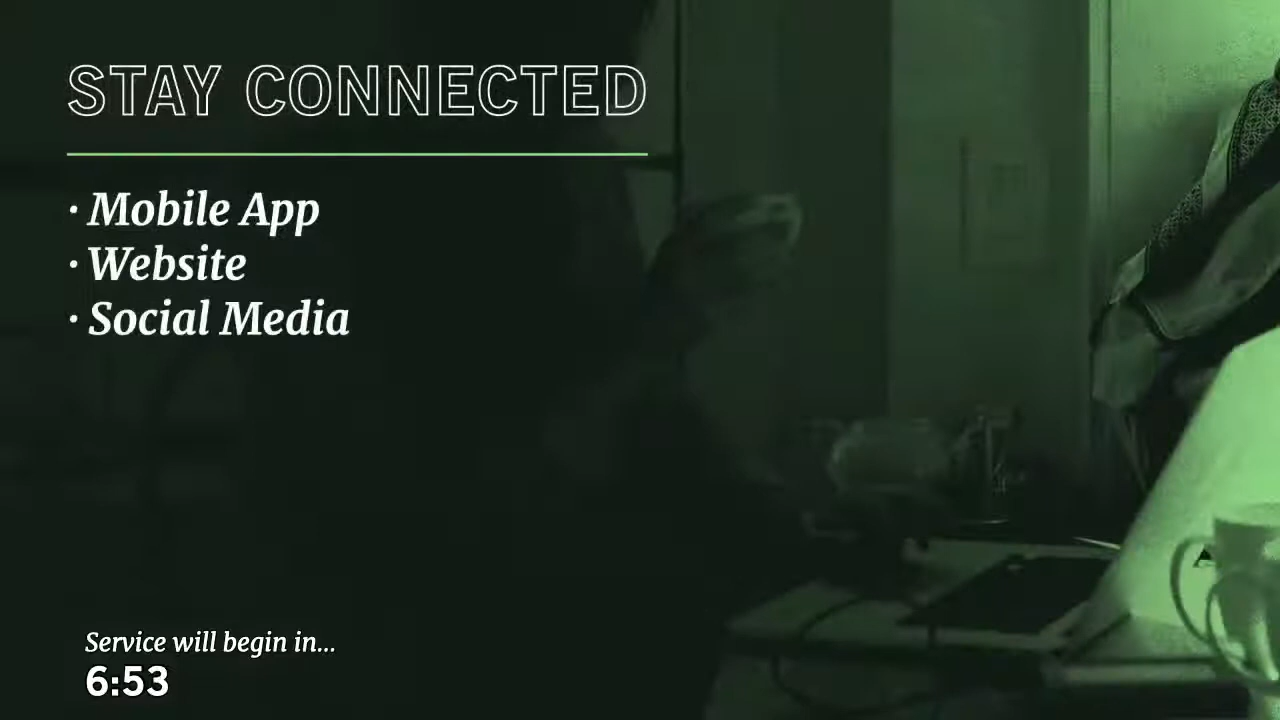 STAY CONNECTED
· Mobile App
· Website
· Social Media
Service will begin in...
6:53